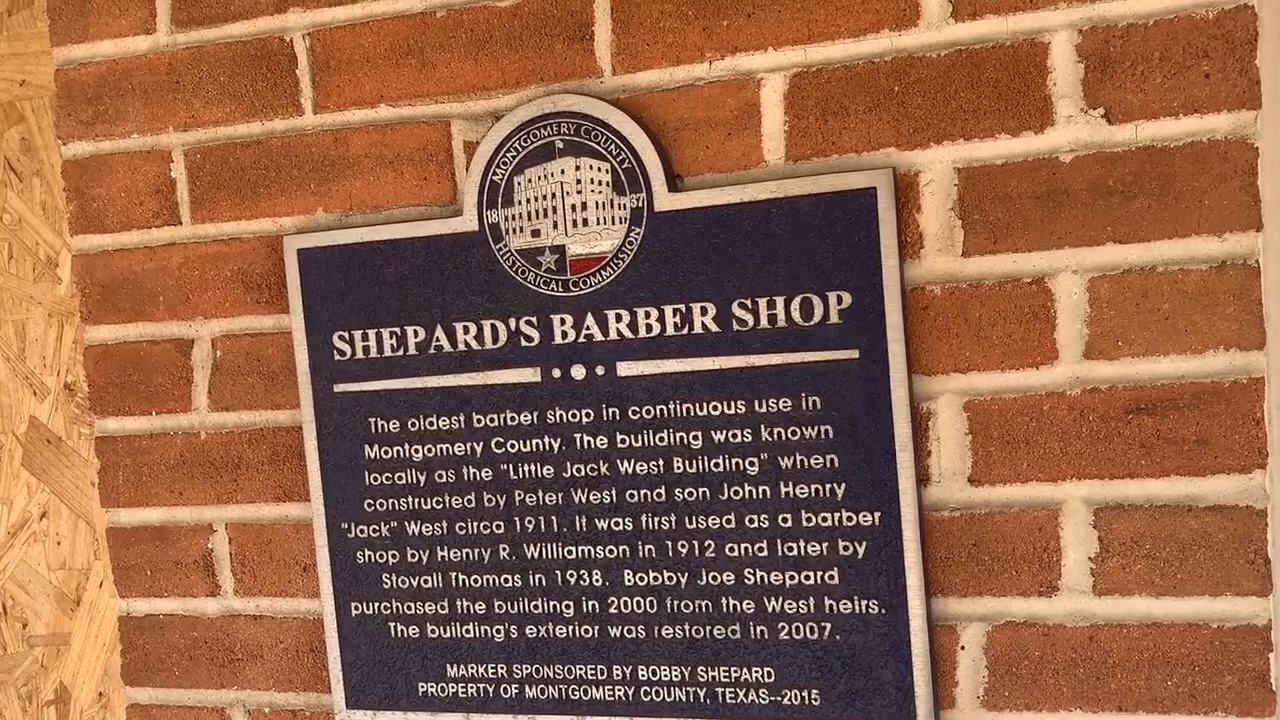 MONTGOMERY COUNTY
18 37
HISTORICAL COMMISSION
SHEPARD'S BARBER SHOP
The oldest barber shop in continuous use in
Montgomery County. The building was known
locally as the "Little Jack West Building" when
constructed by Peter West and son John Henry
"Jack" West circa 1911. It was first used as a barber
shop by Henry R. Williamson in 1912 and later by
Stovall Thomas in 1938. Bobby Joe Shepard
purchased the building in 2000 from the West heirs.
The building's exterior was restored in 2007.
MARKER SPONSORED BY BOBBY SHEPARD
PROPERTY OF MONTGOMERY COUNTY, TEXAS--2015